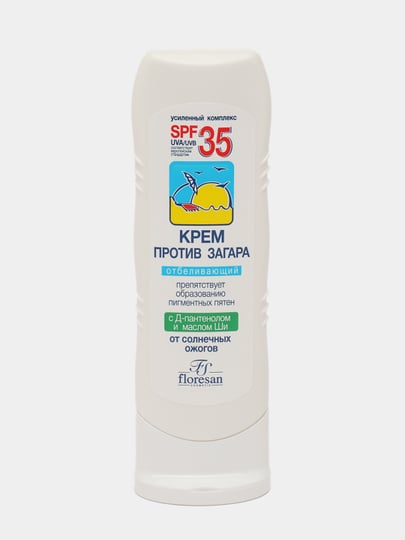 усиленный комплекс
SPF 35
UVA/UVB
КРЕМ
ПРОТИВ ЗАГАРА
отбеливающий
препятствует
образованию
пигментных пятен
с Д-пантенолом
и маслом Ши
от солнечных
ожогов
FS
floresan
COSMETIC